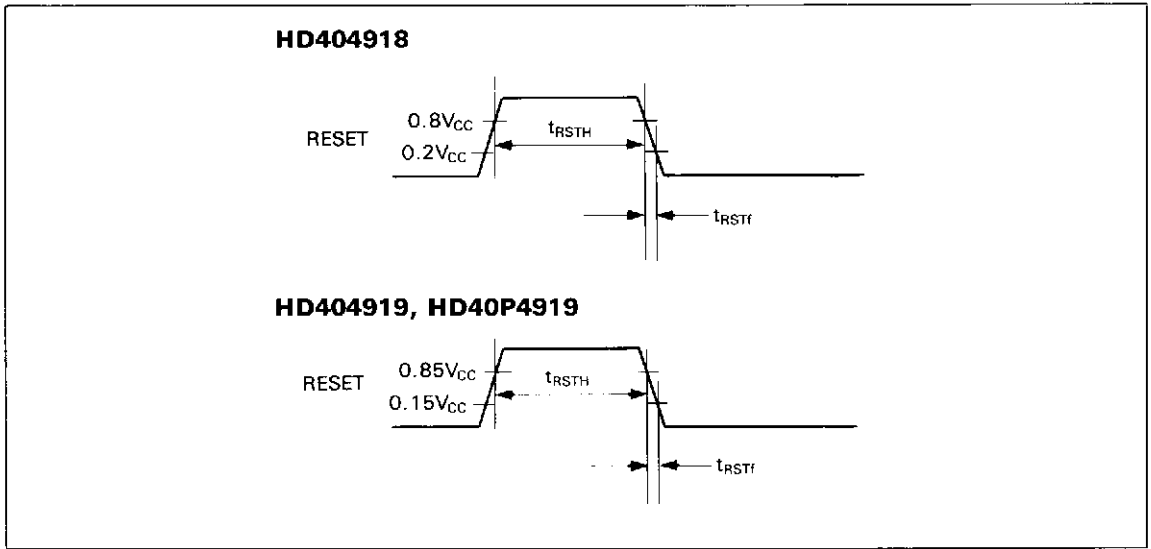 HD404918
0.8VCC
tRSTH
RESET
0.2VCC
tRSTf
HD404919, HD40P4919
0.85VCC
tRSTH
RESET
0.15VCC
tRSTf